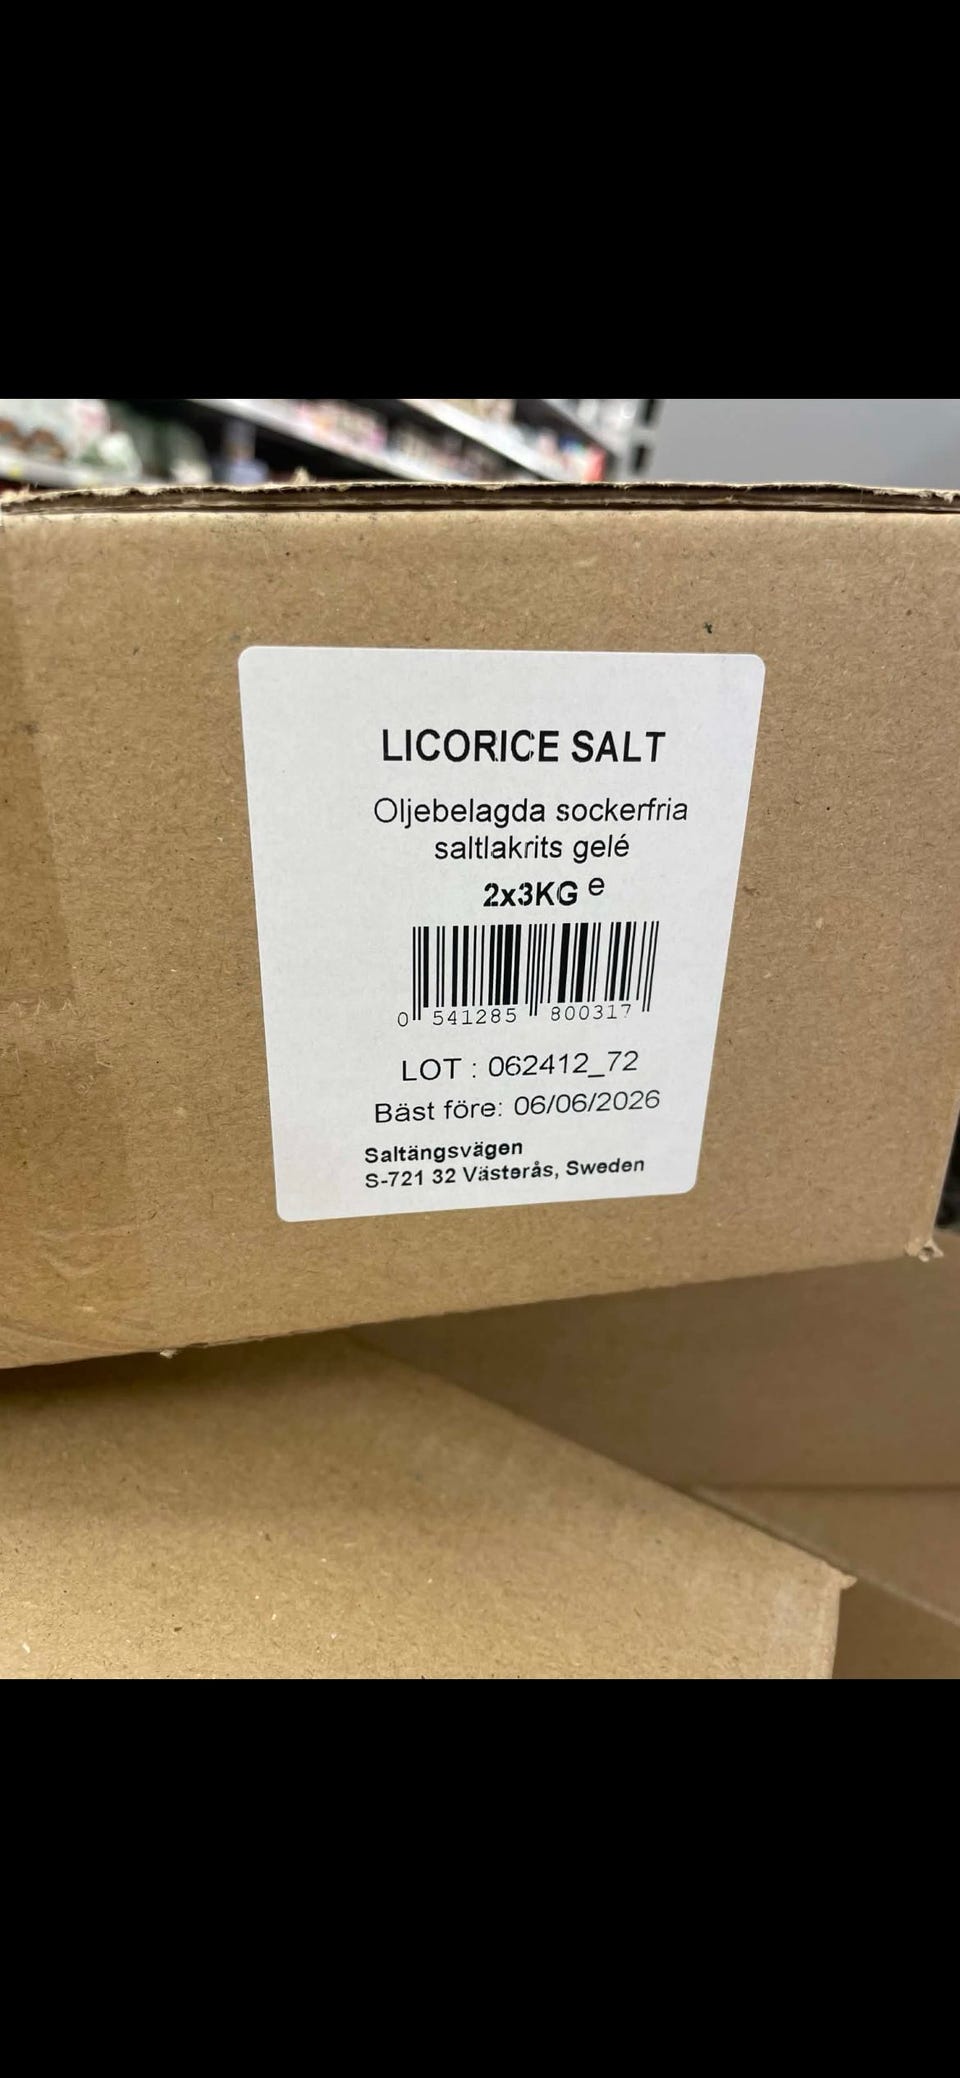 LICORICE SALT
Oljebelagda sockerfria
saltlakrits gelé
2x3KG e
0 541285 800317
LOT : 062412_72
Bäst före: 06/06/2026
Saltängsvägen
S-721 32 Västerås, Sweden